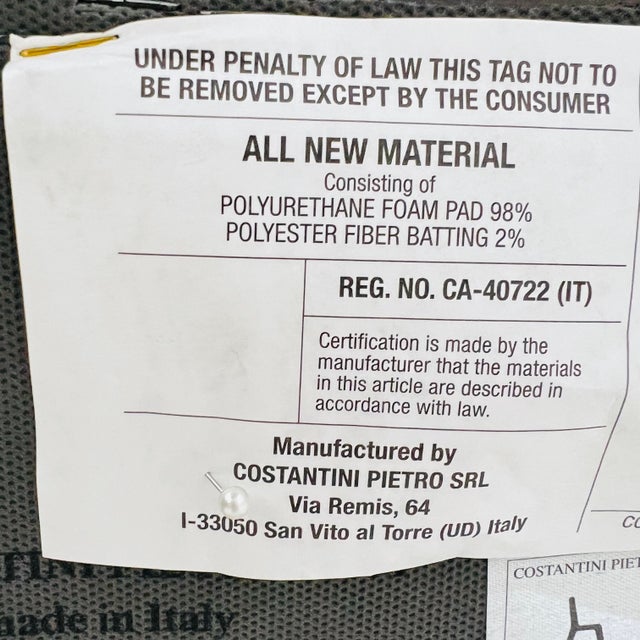 UNDER PENALTY OF LAW THIS TAG NOT TO
BE REMOVED EXCEPT BY THE CONSUMER
ALL NEW MATERIAL
Consisting of
POLYURETHANE FOAM PAD 98%
POLYESTER FIBER BATTING 2%
REG. NO. CA-40722 (IT)
Certification is made by the
manufacturer that the materials
in this article are described in
accordance with law.
Manufactured by
COSTANTINI PIETRO SRL
Via Remis, 64
I-33050 San Vito al Torre (UD) Italy
COSTANTINI PIET
made in Italy